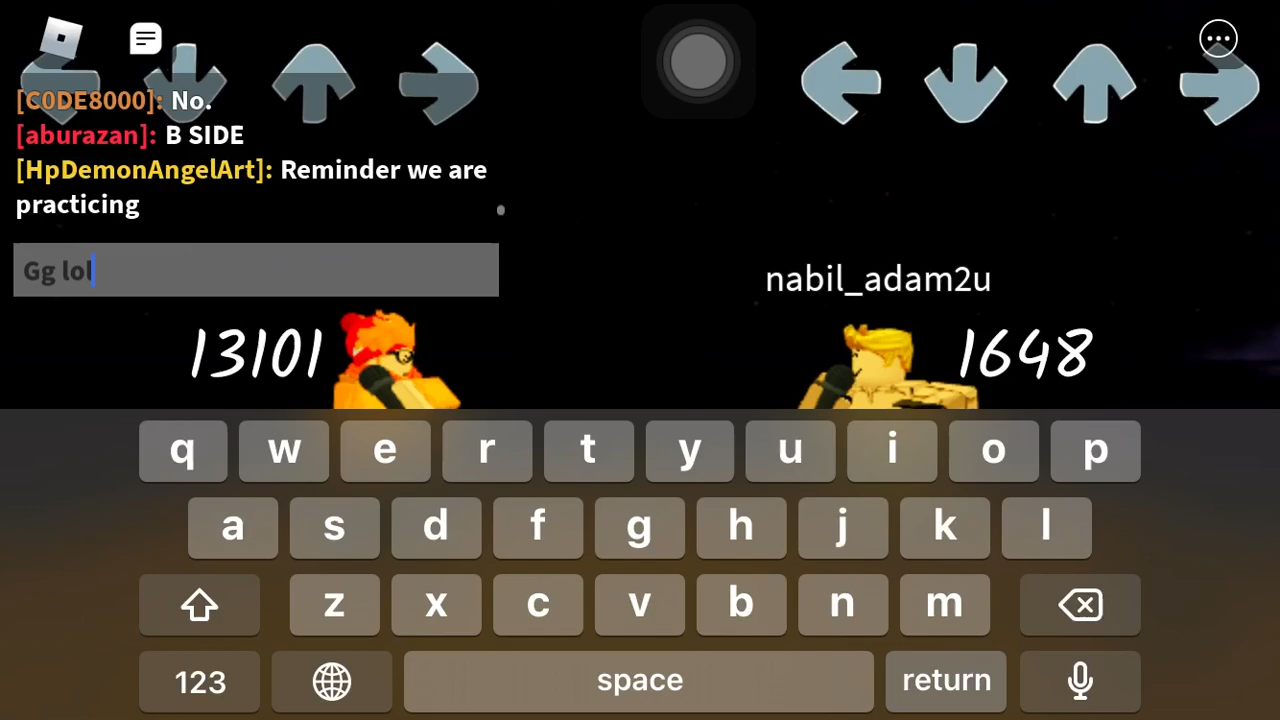 [C0DE8000]: No.
[aburazan]: B SIDE
[HpDemonAngelArt]: Reminder we are
practicing
Gg lol
nabil_adam2u
13101
1648
q w e r t y u i o p
a s d f g h j k l
z x c v b n m
123 space return